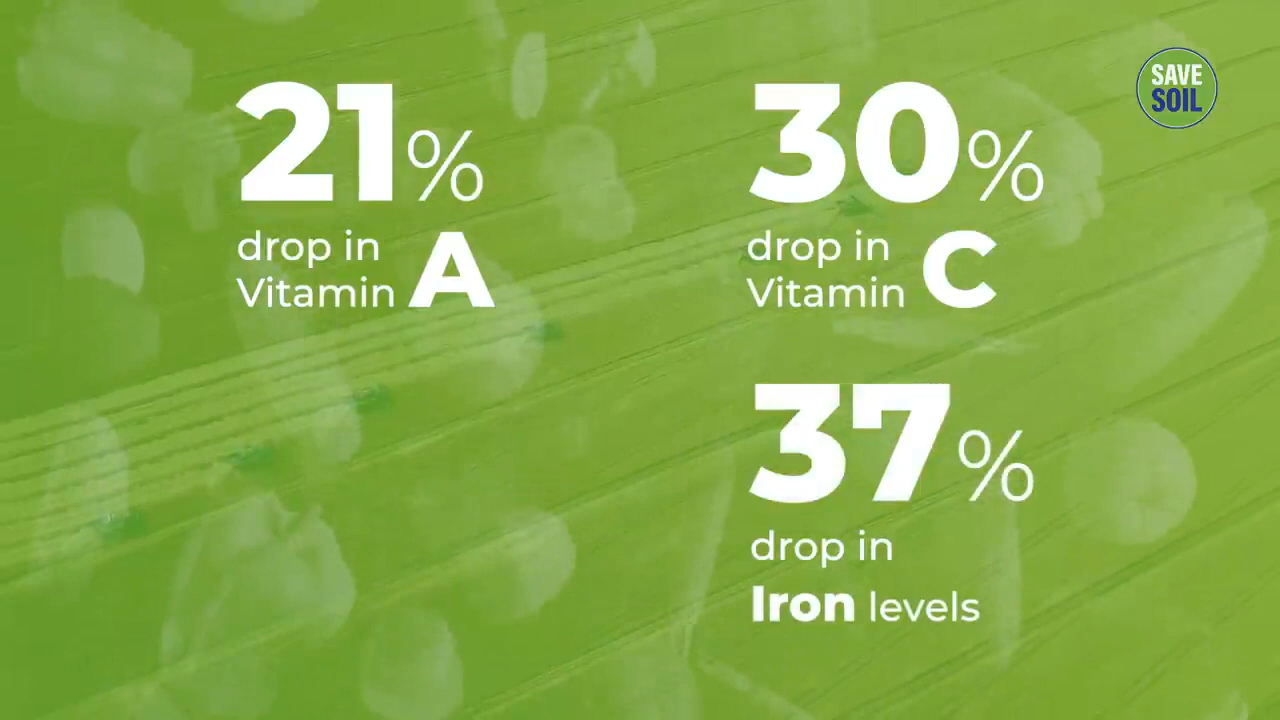 SAVE
SOIL
21%
drop in
Vitamin A
30%
drop in
Vitamin C
37%
drop in
Iron levels